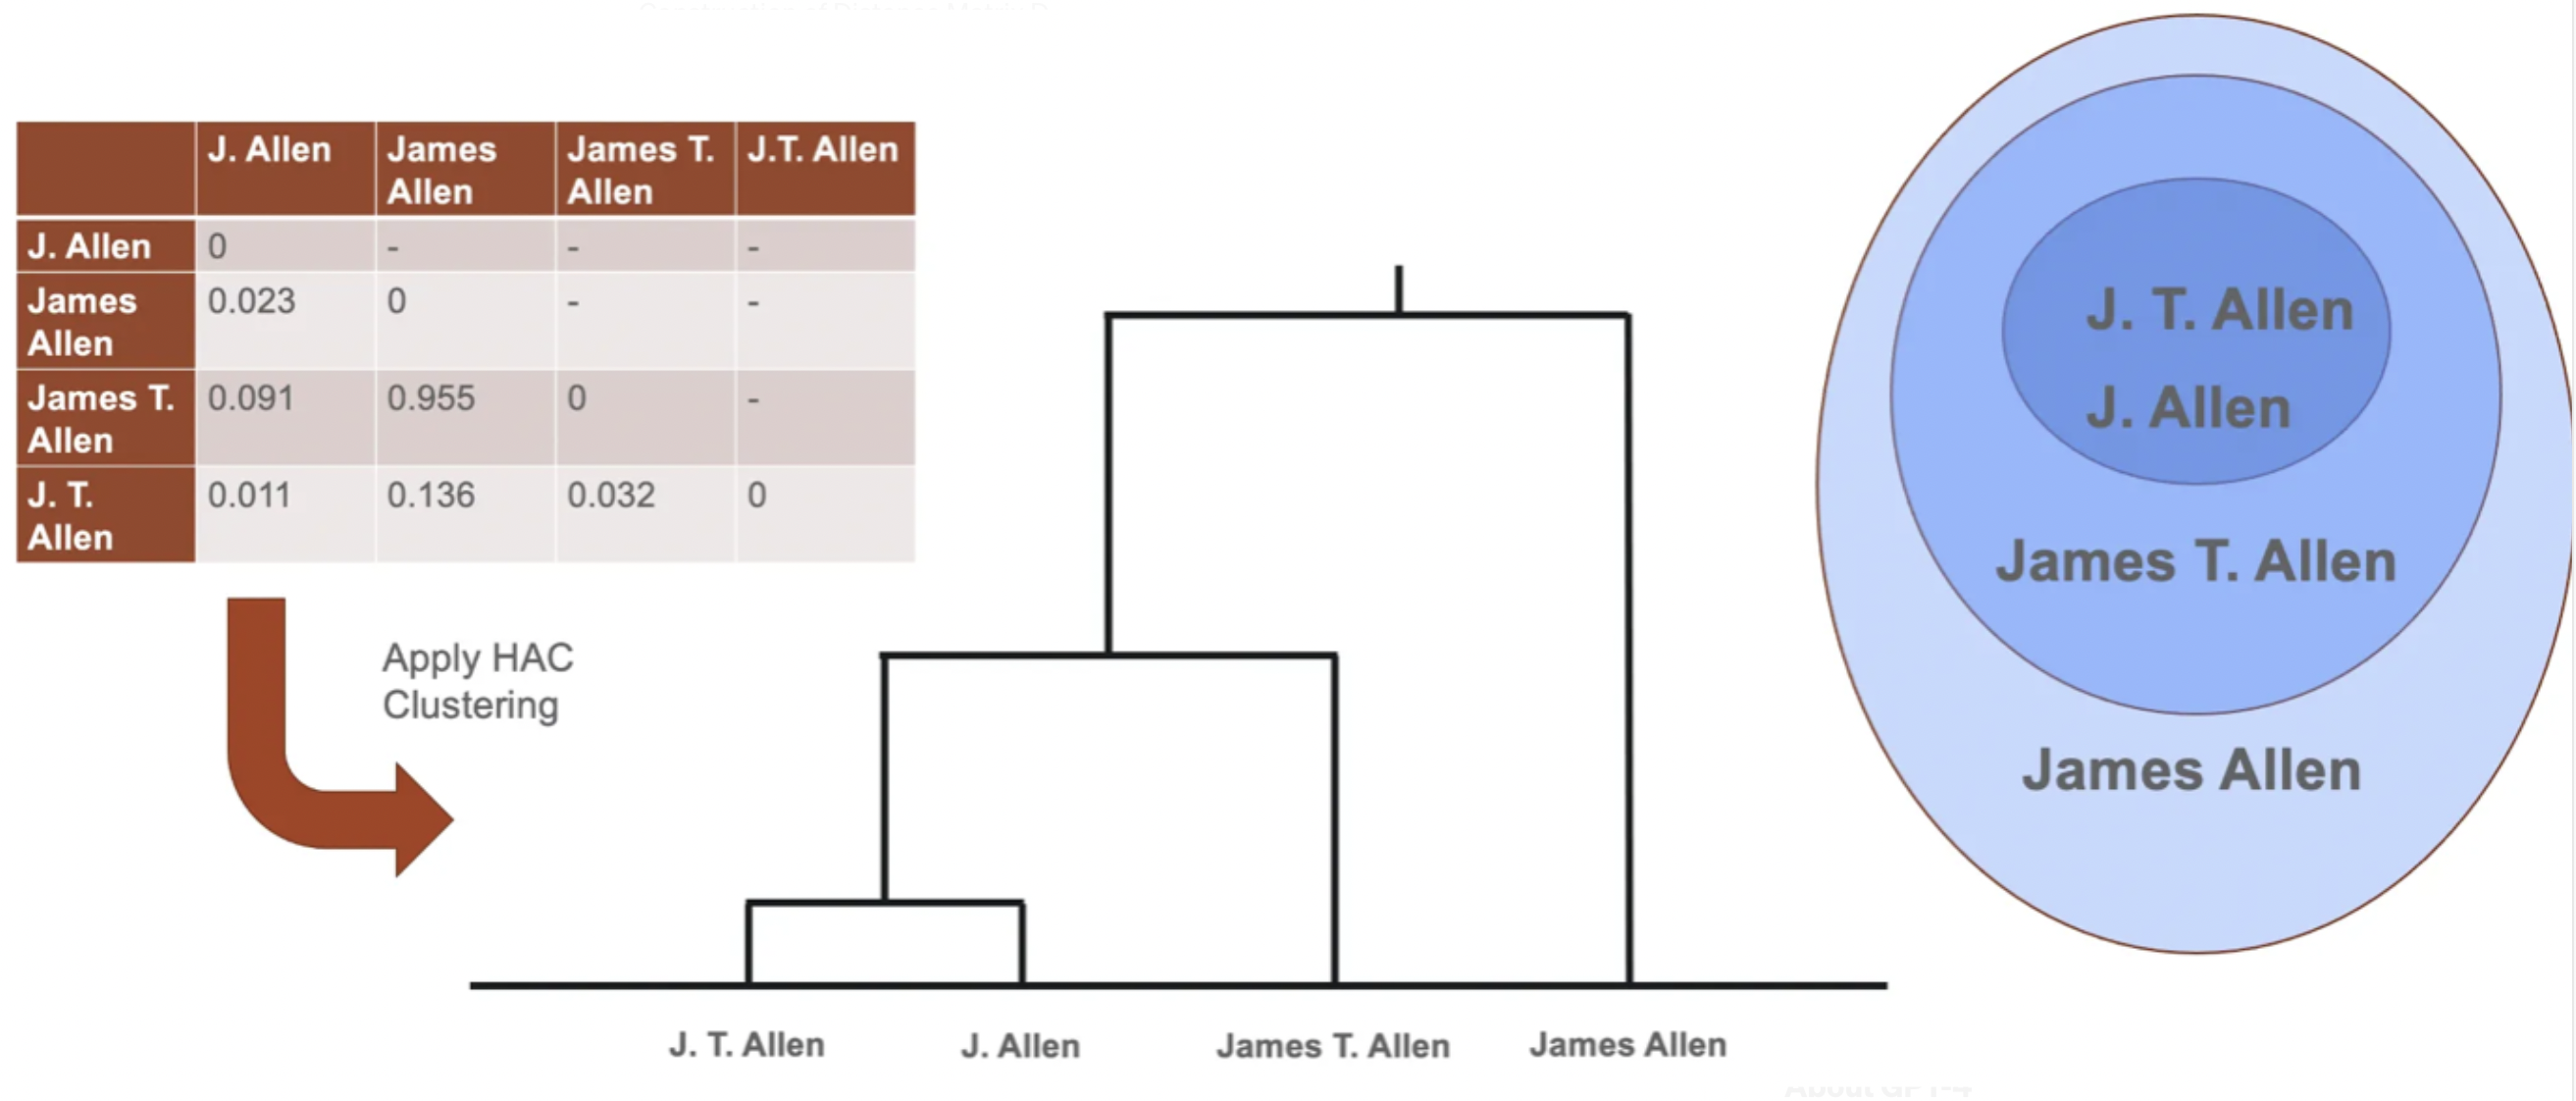 J. Allen James Allen James T. Allen J.T. Allen
J. Allen 0 - - -
James Allen 0.023 0 - -
James T. Allen 0.091 0.955 0 -
J. T. Allen 0.011 0.136 0.032 0
Apply HAC
Clustering
J. T. Allen J. Allen James T. Allen James Allen
J. T. Allen
J. Allen
James T. Allen
James Allen